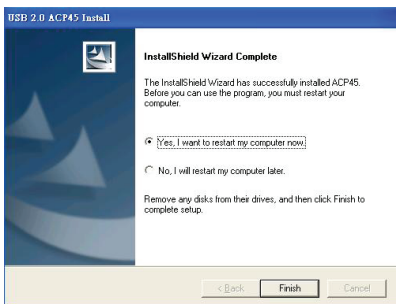 USB 2.0 ACP45 Install
InstallShield Wizard Complete
The InstallShield Wizard has successfully installed ACP45.
Before you can use the program, you must restart your
computer.
Yes, I want to restart my computer now.
No, I will restart my computer later.
Remove any disks from their drives, and then click Finish to
complete setup.
< Back
Finish
Cancel